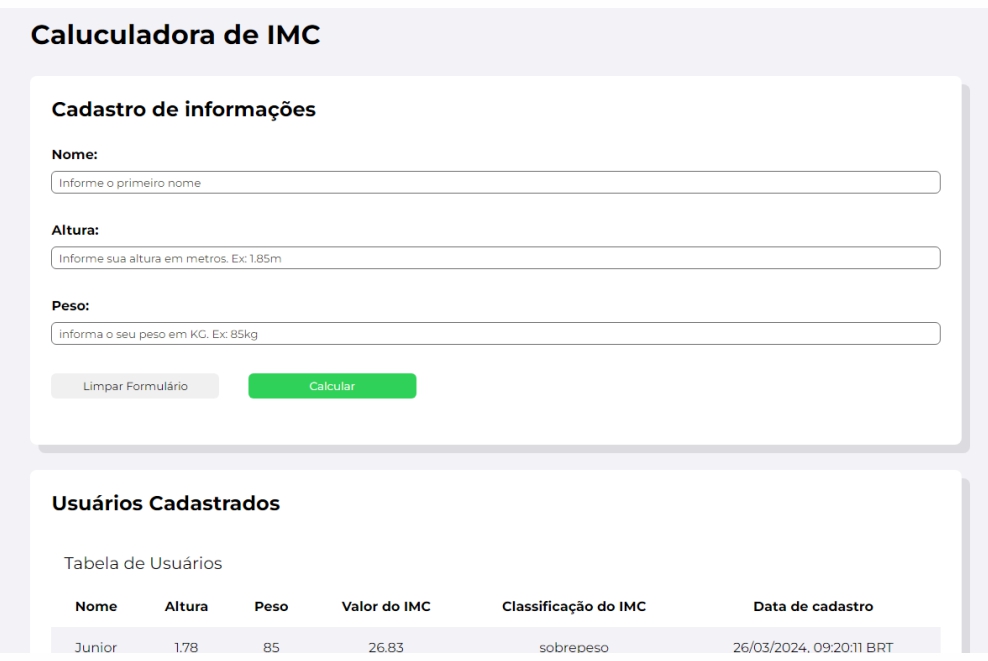 Caluculadora de IMC
Cadastro de informações
Nome:
Informe o primeiro nome
Altura:
Informe sua altura em metros. Ex: 1.85m
Peso:
informa o seu peso em KG. Ex: 85kg
Limpar Formulário Calcular
Usuários Cadastrados
Tabela de Usuários
Nome Altura Peso Valor do IMC Classificação do IMC Data de cadastro
Junior 1.78 85 26.83 sobrepeso 26/03/2024, 09:20:11 BRT